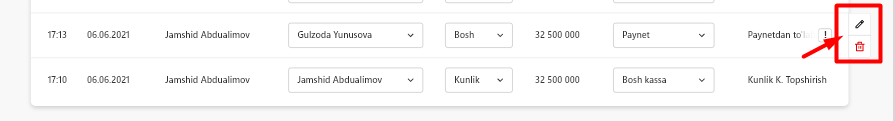 17:13 06.06.2021 Jamshid Abdualimov Gulzoda Yunusova Bosh 32 500 000 Paynet Paynetdan to'l
17:10 06.06.2021 Jamshid Abdualimov Jamshid Abdualimov Kunlik 32 500 000 Bosh kassa Kunlik K. Topshirish